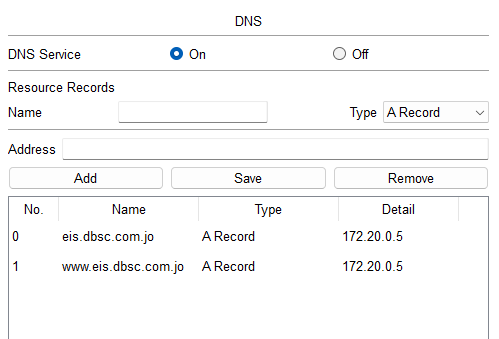 DNS
DNS Service On Off
Resource Records
Name Type A Record
Address
Add Save Remove
No. Name Type Detail
0 eis.dbsc.com.jo A Record 172.20.0.5
1 www.eis.dbsc.com.jo A Record 172.20.0.5